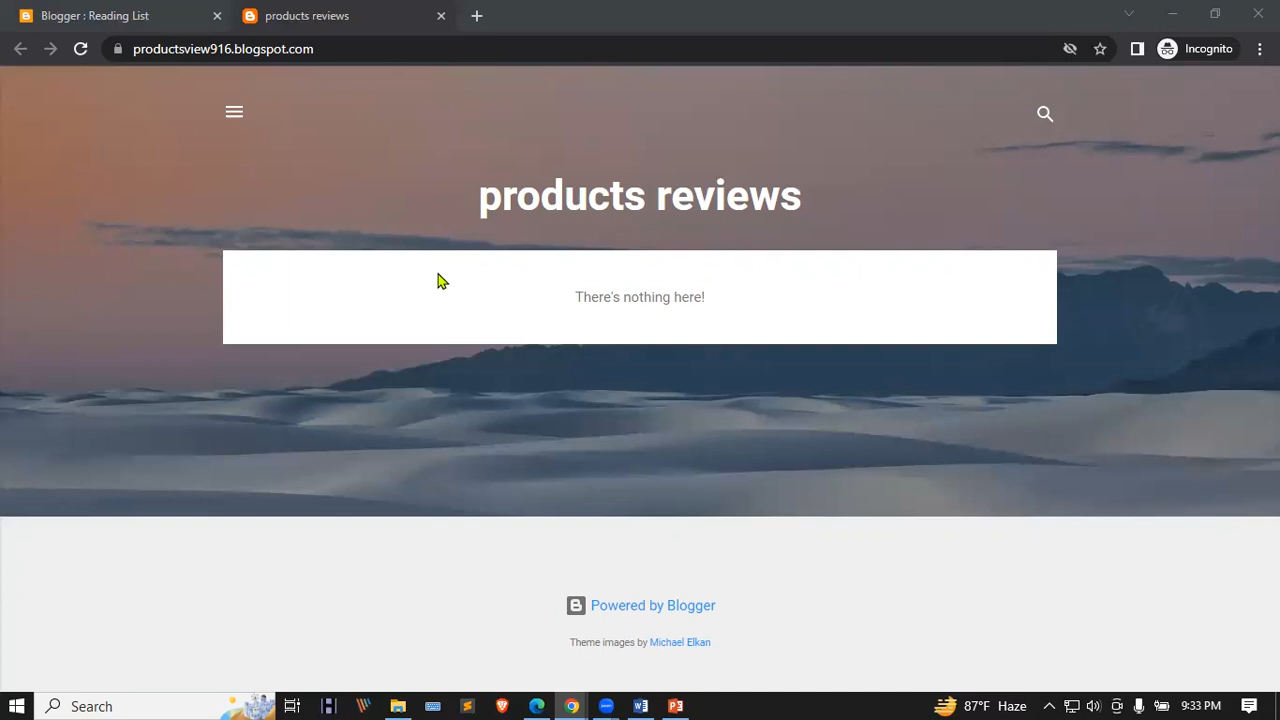 Blogger : Reading List
products reviews
productsview916.blogspot.com
Incognito
products reviews
There's nothing here!
Powered by Blogger
Theme images by Michael Elkan
Search
87°F Haze
9:33 PM